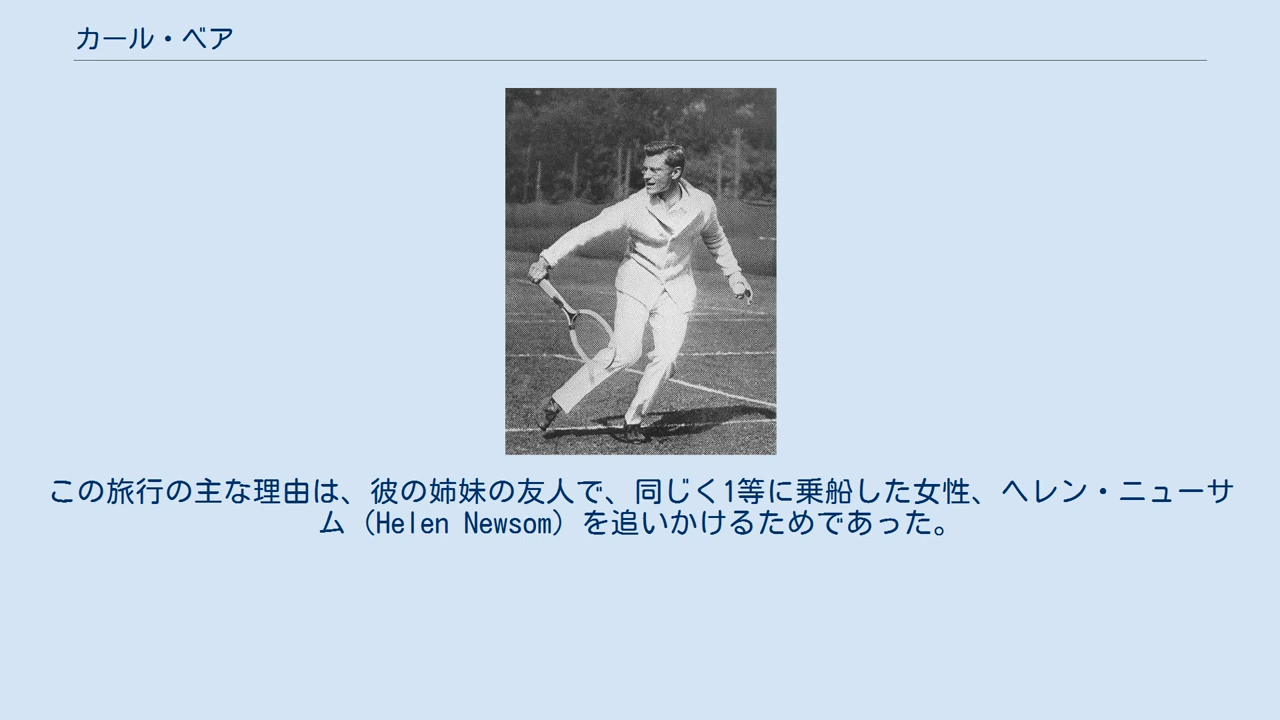 カール・ベア
この旅行の主な理由は、彼の姉妹の友人で、同じく1等に乗船した女性、ヘレン・ニューサ
ム（Helen Newsom）を追いかけるためであった。